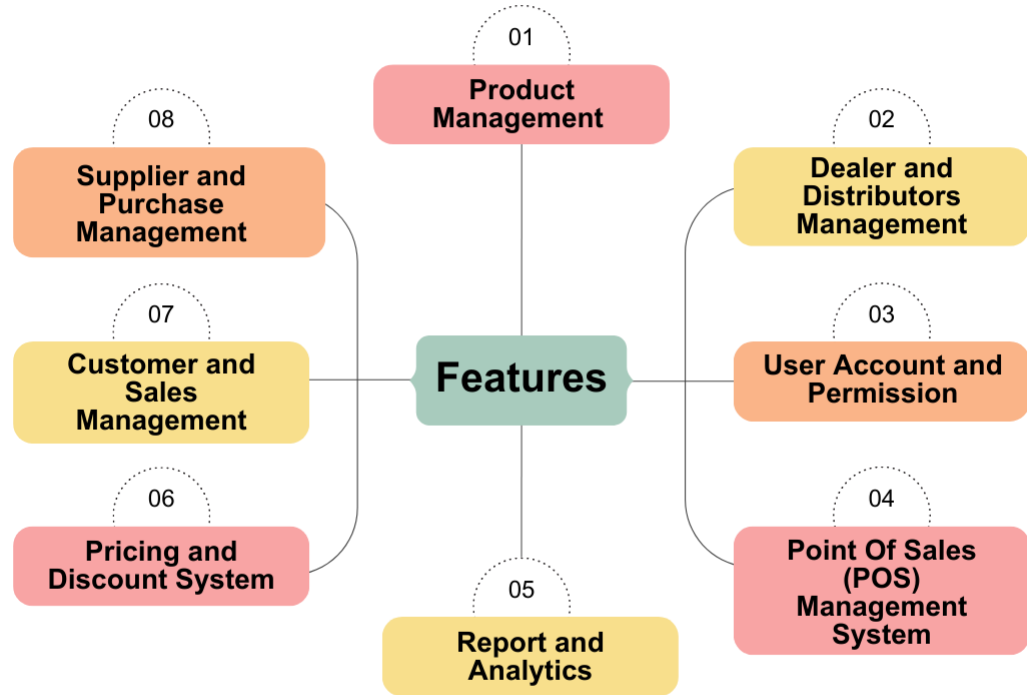 01
Product
Management
08
Supplier and
Purchase
Management
02
Dealer and
Distributors
Management
07
Customer and
Sales
Management
Features
03
User Account and
Permission
06
Pricing and
Discount System
04
Point Of Sales
(POS)
Management
System
05
Report and
Analytics